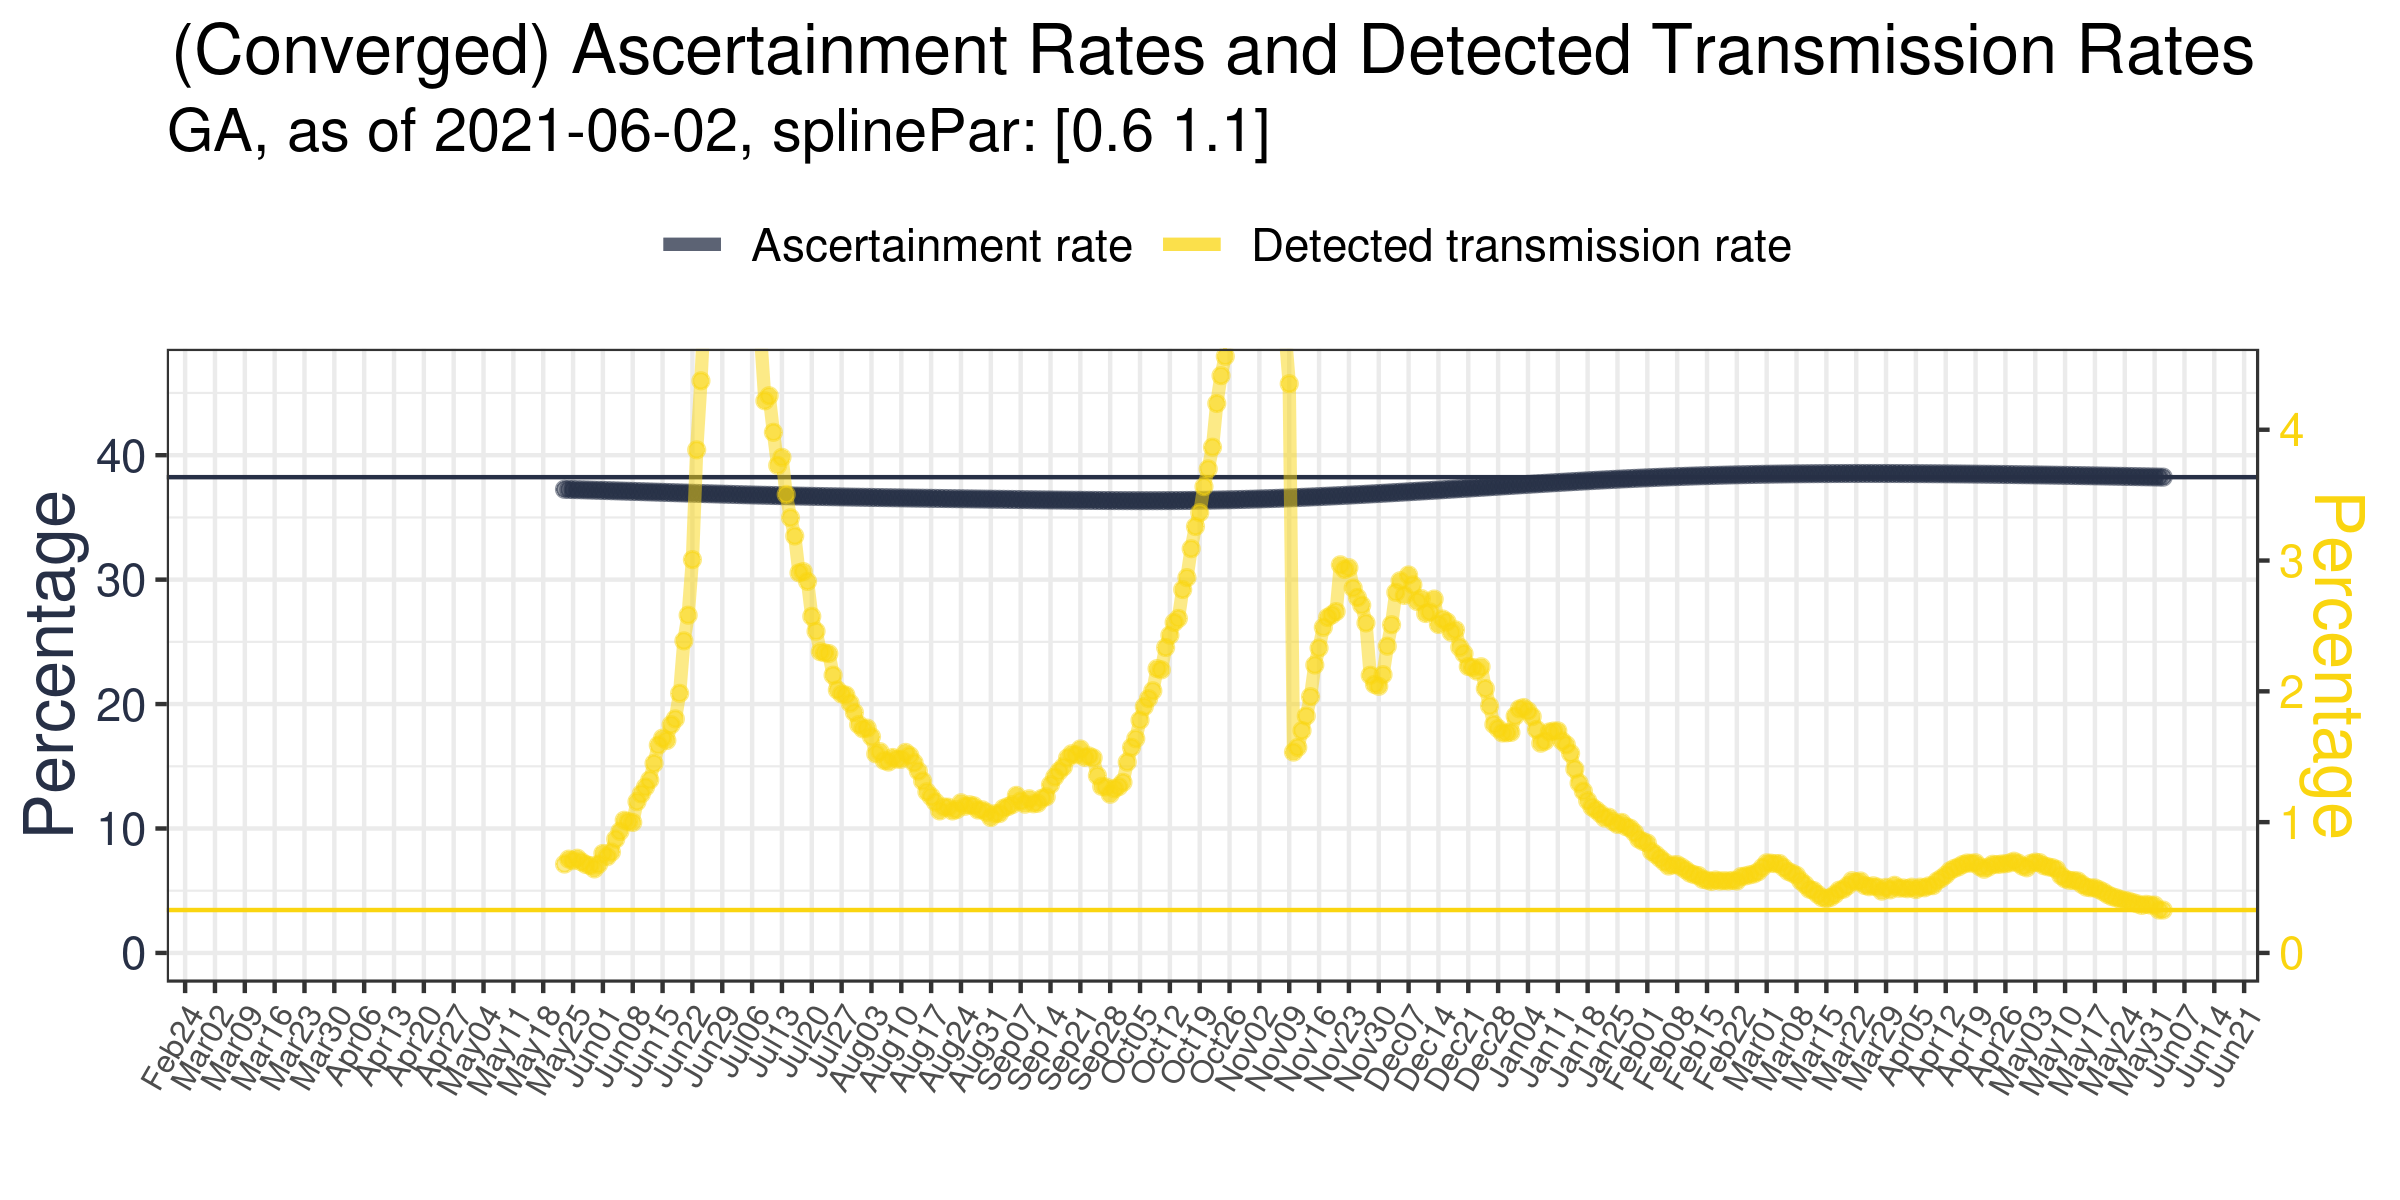 (Converged) Ascertainment Rates and Detected Transmission Rates
GA, as of 2021-06-02, splinePar: [0.6 1.1]
Ascertainment rate
Detected transmission rate
Percentage
40
30
20
10
0
4
3
2
1
0
Percentage
Feb24
Mar02
Mar09
Mar16
Mar23
Mar30
Apr06
Apr13
Apr20
Apr27
May04
May11
May18
May25
Jun01
Jun08
Jun15
Jun22
Jun29
Jul06
Jul13
Jul20
Jul27
Aug03
Aug10
Aug17
Aug24
Aug31
Sep07
Sep14
Sep21
Sep28
Oct05
Oct12
Oct19
Oct26
Nov02
Nov09
Nov16
Nov23
Nov30
Dec07
Dec14
Dec21
Dec28
Jan04
Jan11
Jan18
Jan25
Feb01
Feb08
Feb15
Feb22
Mar01
Mar08
Mar15
Mar22
Mar29
Apr05
Apr12
Apr19
Apr26
May03
May10
May17
May24
May31
Jun07
Jun14
Jun21